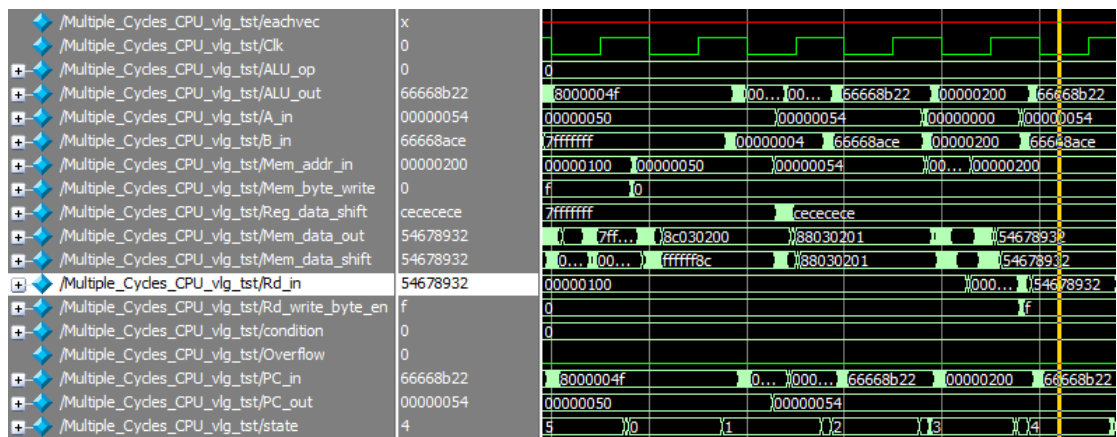 /Multiple_Cycles_CPU_vlg_tst/eachvec x
/Multiple_Cycles_CPU_vlg_tst/Clk 0
/Multiple_Cycles_CPU_vlg_tst/ALU_op 0 0
/Multiple_Cycles_CPU_vlg_tst/ALU_out 66668b22 8000004f 00... 00... 66668b22 00000200 66668b22
/Multiple_Cycles_CPU_vlg_tst/A_in 00000054 00000050 00000054 00000000 00000054
/Multiple_Cycles_CPU_vlg_tst/B_in 66668ace 7fffffff 00000004 66668ace 00000200 66668ace
/Multiple_Cycles_CPU_vlg_tst/Mem_addr_in 00000200 00000100 00000050 00000054 00... 00000200
/Multiple_Cycles_CPU_vlg_tst/Mem_byte_write 0 f 0
/Multiple_Cycles_CPU_vlg_tst/Reg_data_shift cececece 7fffffff cececece
/Multiple_Cycles_CPU_vlg_tst/Mem_data_out 54678932 7ff... 8c030200 88030201 54678932
/Multiple_Cycles_CPU_vlg_tst/Mem_data_shift 54678932 0... 00... ffffff8c 88030201 54678932
/Multiple_Cycles_CPU_vlg_tst/Rd_in 54678932 00000100 000... 54678932
/Multiple_Cycles_CPU_vlg_tst/Rd_write_byte_en f 0 f
/Multiple_Cycles_CPU_vlg_tst/condition 0 0
/Multiple_Cycles_CPU_vlg_tst/Overflow 0
/Multiple_Cycles_CPU_vlg_tst/PC_in 66668b22 8000004f 0... 000... 66668b22 00000200 66668b22
/Multiple_Cycles_CPU_vlg_tst/PC_out 00000054 00000050 00000054
/Multiple_Cycles_CPU_vlg_tst/state 4 5 0 1 2 3 4